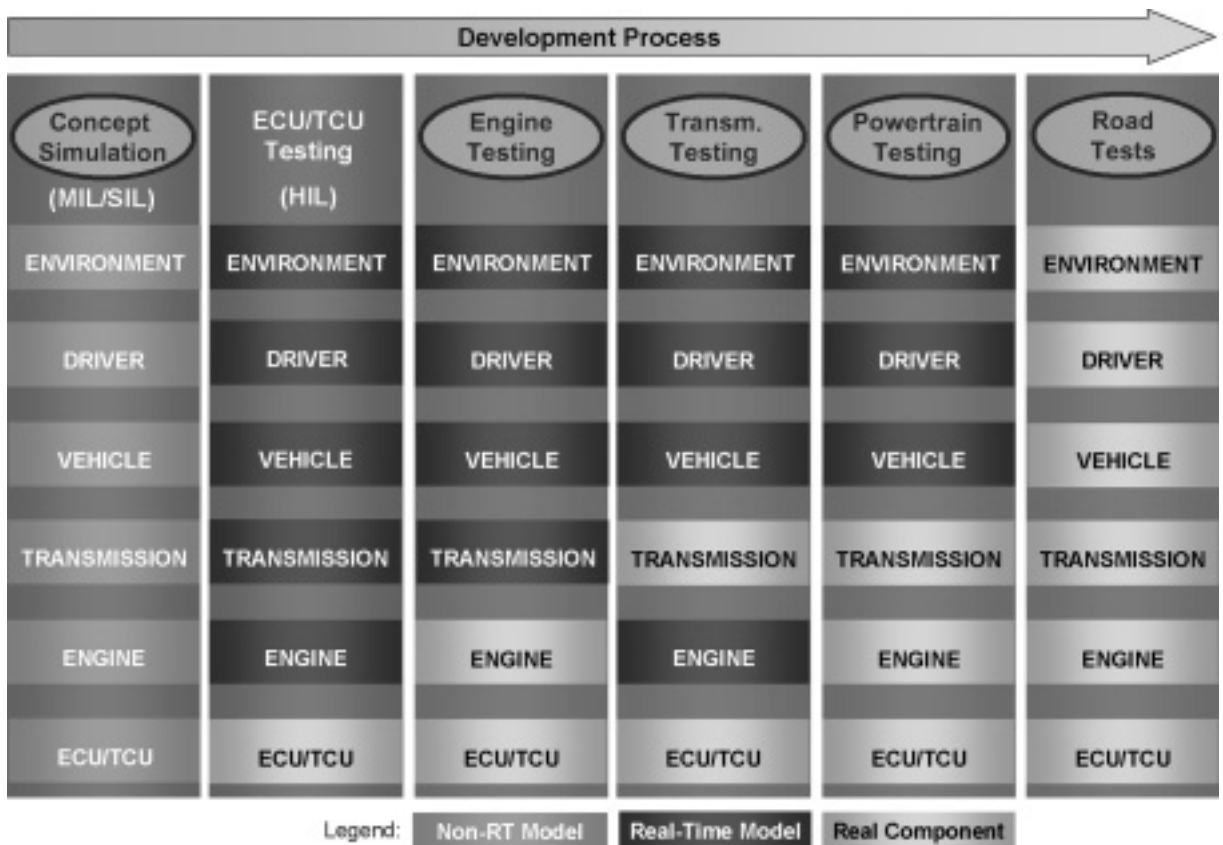 Development Process
Concept
Simulation
(MIL/SIL)
ECU/TCU
Testing
(HIL)
Engine
Testing
Transm.
Testing
Powertrain
Testing
Road
Tests
ENVIRONMENT ENVIRONMENT ENVIRONMENT ENVIRONMENT ENVIRONMENT ENVIRONMENT
DRIVER DRIVER DRIVER DRIVER DRIVER DRIVER
VEHICLE VEHICLE VEHICLE VEHICLE VEHICLE VEHICLE
TRANSMISSION TRANSMISSION TRANSMISSION TRANSMISSION TRANSMISSION TRANSMISSION
ENGINE ENGINE ENGINE ENGINE ENGINE ENGINE
ECU/TCU ECU/TCU ECU/TCU ECU/TCU ECU/TCU ECU/TCU
Legend: Non-RT Model Real-Time Model Real Component